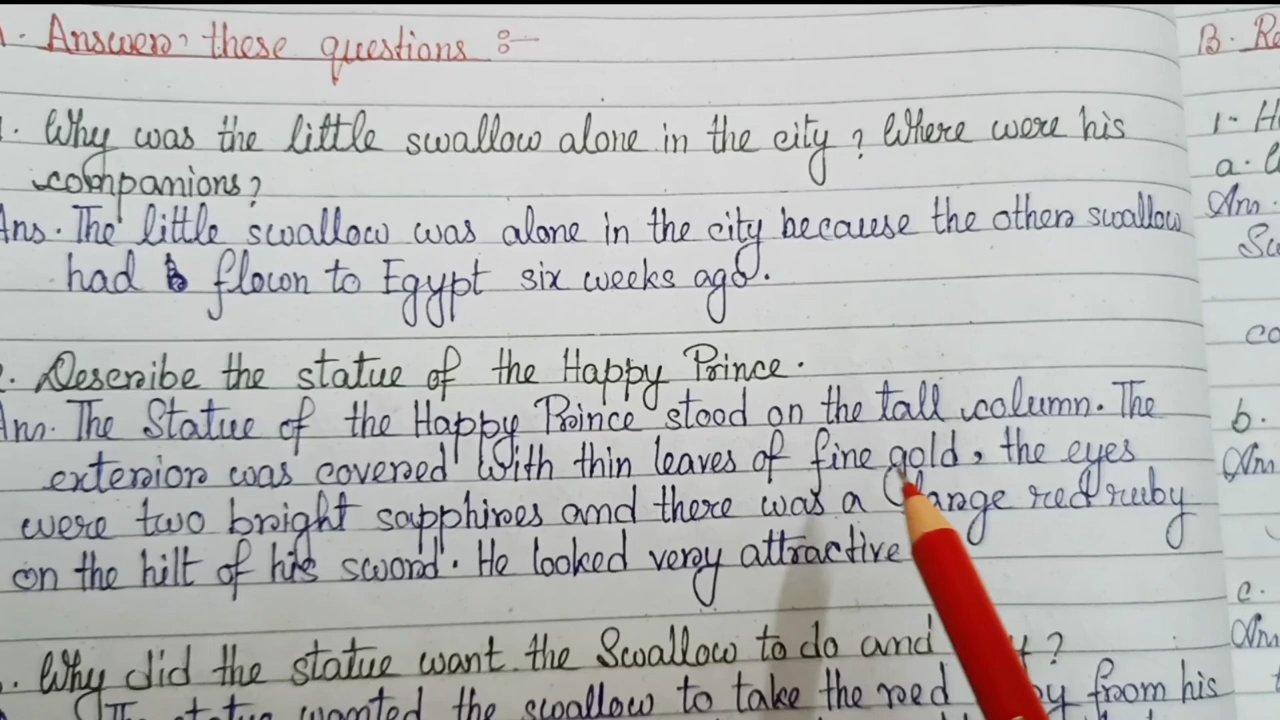 Answer these questions :-
Why was the little swallow alone in the city? Where were his
companions?
Ans. The little swallow was alone in the city because the other swallow
had flown to Egypt six weeks ago.
Describe the statue of the Happy Prince.
Ans. The Statue of the Happy Prince stood on the tall column. The
exterior was covered with thin leaves of fine gold, the eyes
were two bright sapphires and there was a large red ruby
on the hilt of his sword. He looked very attractive
Why did the statue want the Swallow to do and
The statue wanted the swallow to take the red from his
B.
1-
a.
Ans.
b.
Ans
c.
Ans